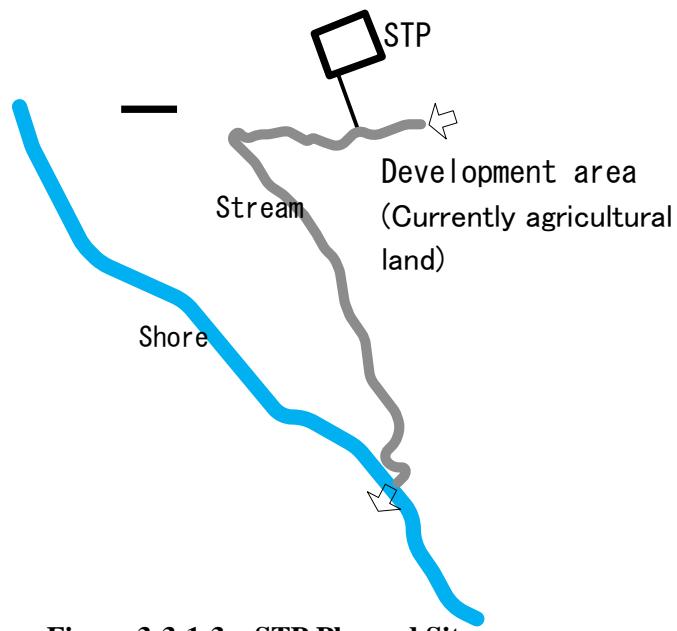 STP
Development area
(Currently agricultural
land)
Stream
Shore